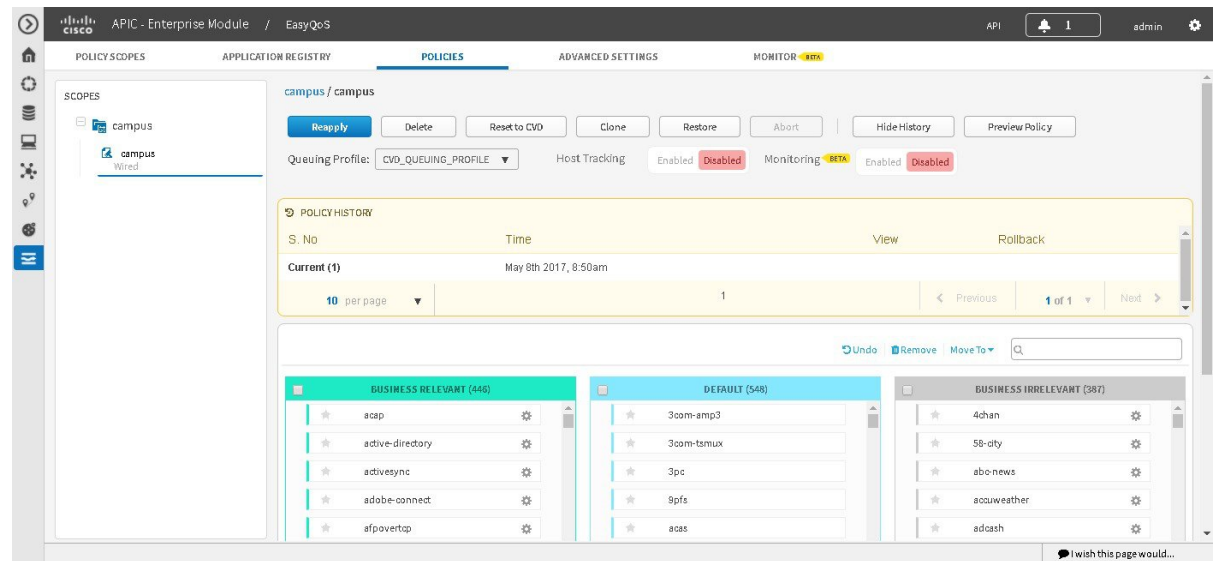 cisco APIC - Enterprise Module / EasyQoS API 1 admin
POLICY SCOPES APPLICATION REGISTRY POLICIES ADVANCED SETTINGS MONITOR BETA
SCOPES
campus
campus
Wired
campus / campus
Reapply Delete Reset to CVD Clone Restore Abort Hide History Preview Policy
Queuing Profile: CVD_QUEUING_PROFILE Host Tracking Enabled Disabled Monitoring BETA Enabled Disabled
POLICY HISTORY
S. No Time View Rollback
Current (1) May 8th 2017, 8:50am
10 per page 1 Previous 1 of 1 Next
Undo Remove Move To
BUSINESS RELEVANT (446) DEFAULT (548) BUSINESS IRRELEVANT (387)
acap 3com-amp3 4chan
active-directory 3com-tsmux 58-city
activesync 3pc abc-news
adobe-connect 9pfs accuweather
afpovertcp acas adcash
I wish this page would...